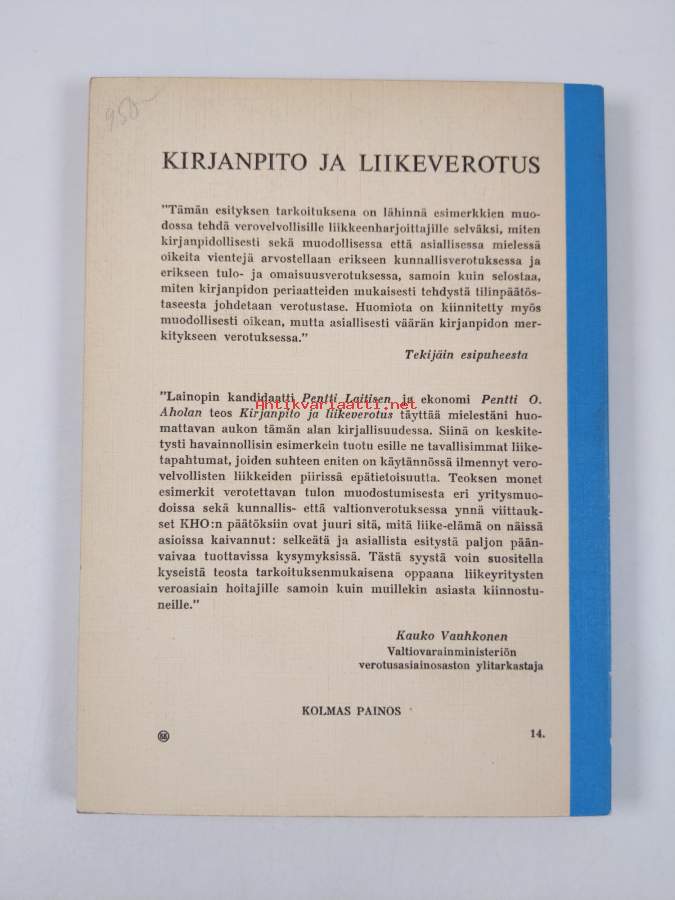 950
KIRJANPITO JA LIIKEVEROTUS
"Tämän esityksen tarkoituksena on lähinnä esimerkkien muo-
dossa tehdä verovelvollisille liikkeenharjoittajille selväksi, miten
kirjanpidollisesti sekä muodollisessa että asiallisessa mielessä
oikeita vientejä arvostellaan erikseen kunnallisverotuksessa ja
erikseen tulo- ja omaisuusverotuksessa, samoin kuin selostaa,
miten kirjanpidon periaatteiden mukaisesti tehdystä tilinpäätös-
taseesta johdetaan verotustase. Huomiota on kiinnitetty myös
muodollisesti oikean, mutta asiallisesti väärän kirjanpidon mer-
kitykseen verotuksessa."
Tekijäin esipuheesta
"Lainopin kandidaatti Pentti Laitisen ja ekonomi Pentti O.
Antikvariaatti.net
Aholan teos Kirjanpito ja liikeverotus täyttää mielestäni huo-
mattavan aukon tämän alan kirjallisuudessa. Siinä on keskite-
tysti havainnollisin esimerkein tuotu esille ne tavallisimmat liike-
tapahtumat, joiden suhteen eniten on käytännössä ilmennyt vero-
velvollisten liikkeiden piirissä epätietoisuutta. Teoksen monet
esimerkit verotettavan tulon muodostumisesta eri yritysmuo-
doissa sekä kunnallis- että valtionverotuksessa ynnä viittauk-
set KHO:n päätöksiin ovat juuri sitä, mitä liike-elämä on näissä
asioissa kaivannut: selkeätä ja asiallista esitystä paljon pään-
vaivaa tuottavissa kysymyksissä. Tästä syystä voin suositella
kyseistä teosta tarkoituksenmukaisena oppaana liikeyritysten
veroasiain hoitajille samoin kuin muillekin asiasta kiinnostu-
neille."
Kauko Vauhkonen
Valtiovarainministeriön
verotusasiainosaston ylitarkastaja
KOLMAS PAINOS
14.